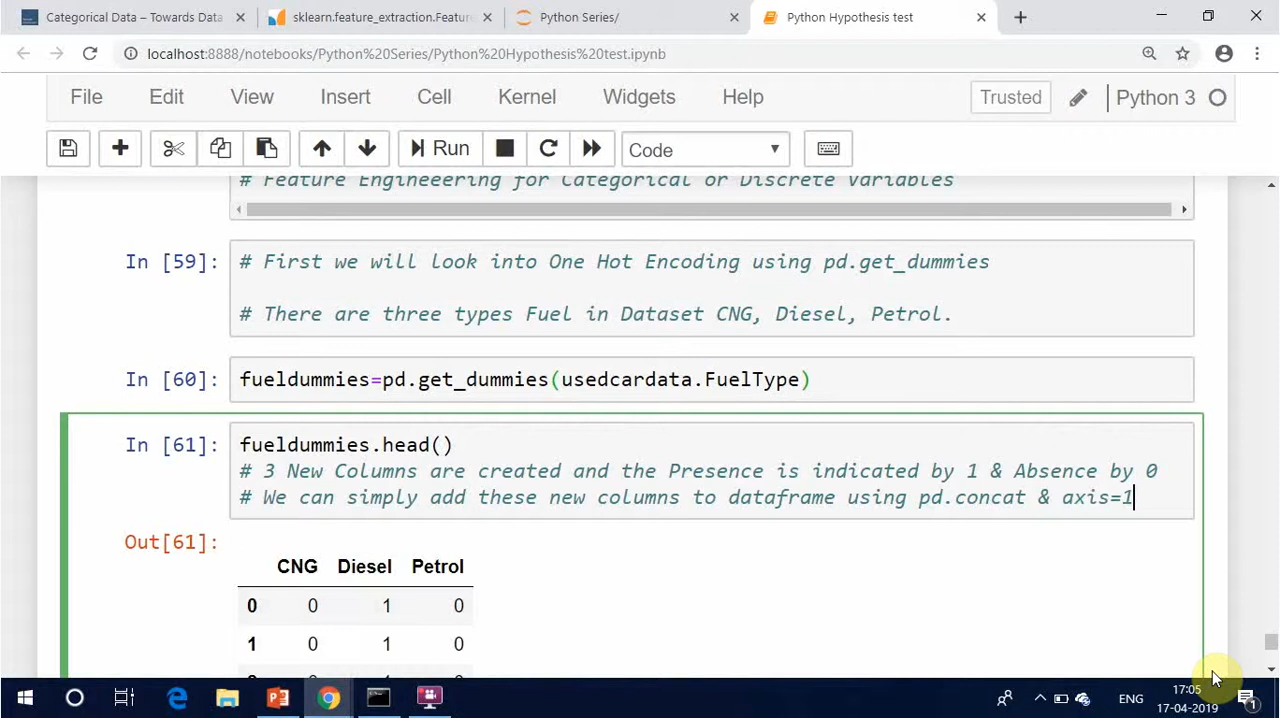 Categorical Data – Towards Data
sklearn.feature_extraction.Feature
Python Series/
Python Hypothesis test
localhost:8888/notebooks/Python%20Series/Python%20Hypothesis%20test.ipynb
File Edit View Insert Cell Kernel Widgets Help Trusted Python 3
Run Code
# Feature Engineeering for Categorical or Discrete Variables
In [59]: # First we will look into One Hot Encoding using pd.get_dummies
# There are three types Fuel in Dataset CNG, Diesel, Petrol.
In [60]: fueldummies=pd.get_dummies(usedcardata.FuelType)
In [61]: fueldummies.head()
# 3 New Columns are created and the Presence is indicated by 1 & Absence by 0
# We can simply add these new columns to dataframe using pd.concat & axis=1
Out[61]:
CNG Diesel Petrol
0 0 1 0
1 0 1 0
ENG
17:05
17-04-2019
1